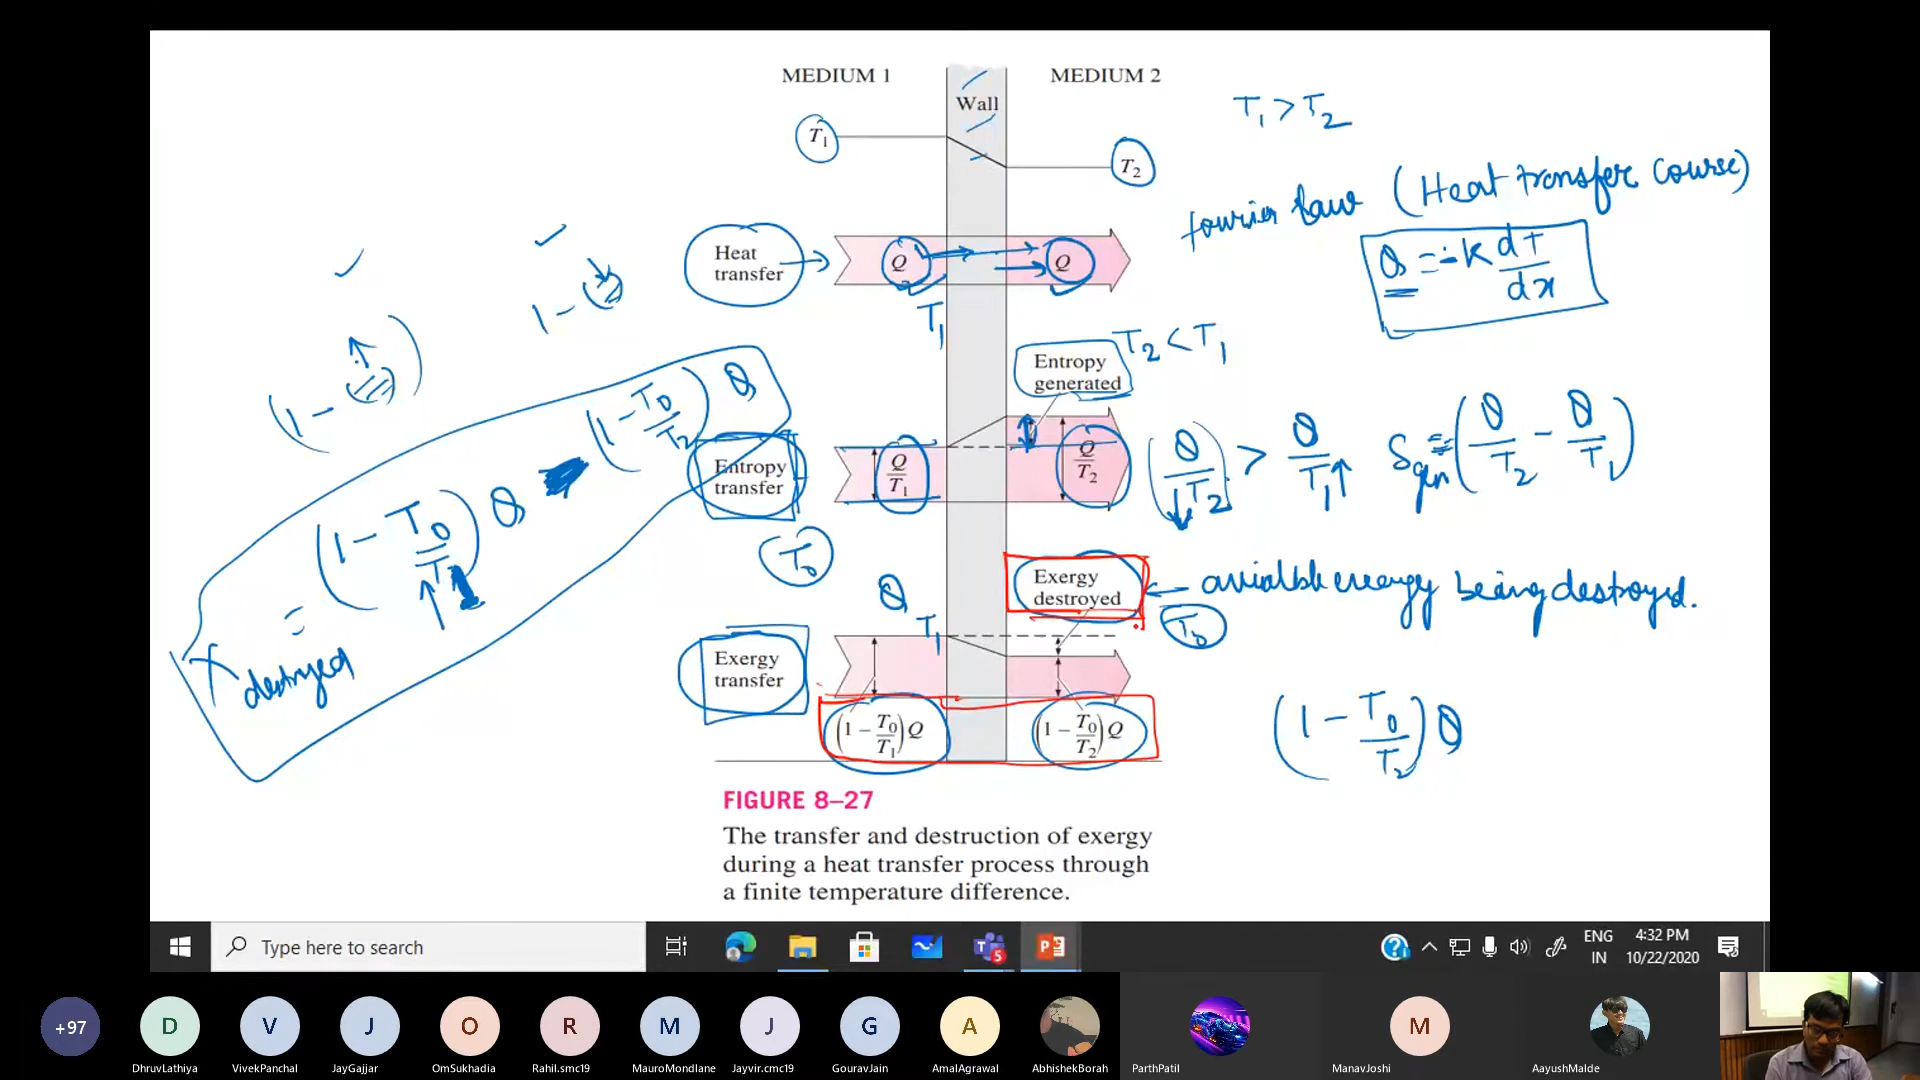 MEDIUM 1
MEDIUM 2
Wall
T1
T2
T1 > T2
Fourier law (Heat transfer course)
Q = -k dT/dx
Heat transfer
Q
Q
T1
T2 < T1
Entropy generated
1 - (
(1 - ( )
Entropy transfer
Q/T1
Q/T2
Q/T2 > Q/T1
Sgen = (Q/T2 - Q/T1)
T0
Xdestroyed = (1 - T0/T1) Q - (1 - T0/T2) Q
Exergy destroyed
being destroyed.
T0
Q
T1
Exergy transfer
(1 - T0/T1) Q
(1 - T0/T2) Q
(1 - T0/T2) Q
FIGURE 8–27
The transfer and destruction of exergy
during a heat transfer process through
a finite temperature difference.
Type here to search
5
ENG
IN
4:32 PM
10/22/2020
+97
D
V
J
O
R
M
J
G
A
M
DhruvLathiya
VivekPanchal
JayGajjar
OmSukhadia
Rahil.smc19
MauroMondlane
Jayvir.cmc19
GouravJain
AmalAgrawal
AbhishekBorah
ParthPatil
ManavJoshi
AayushMalde